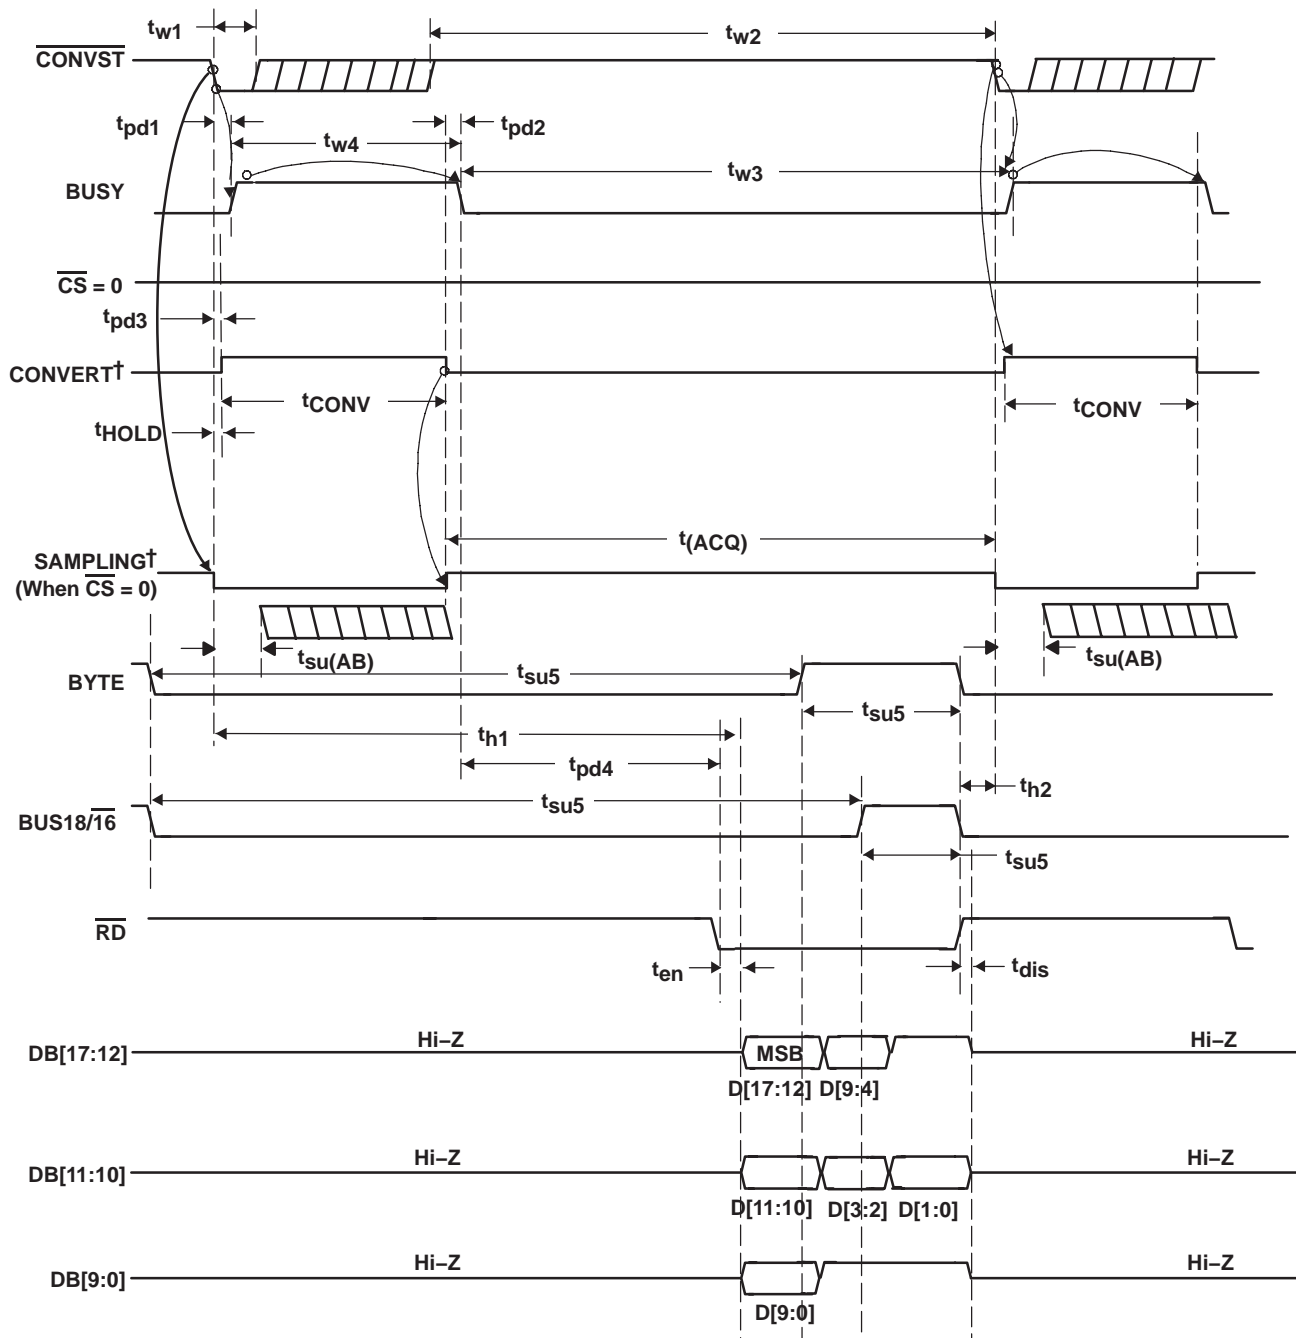 tw1
tw2
CONVST
tpd1
tw4
tpd2
tw3
BUSY
CS = 0
tpd3
CONVERT†
tCONV
tCONV
tHOLD
t(ACQ)
SAMPLING†
(When CS = 0)
tsu(AB)
tsu(AB)
BYTE
tsu5
tsu5
th1
tpd4
th2
BUS18/16
tsu5
tsu5
RD
ten
tdis
DB[17:12]
Hi–Z
MSB
Hi–Z
D[17:12]
D[9:4]
DB[11:10]
Hi–Z
Hi–Z
D[11:10]
D[3:2]
D[1:0]
DB[9:0]
Hi–Z
Hi–Z
D[9:0]